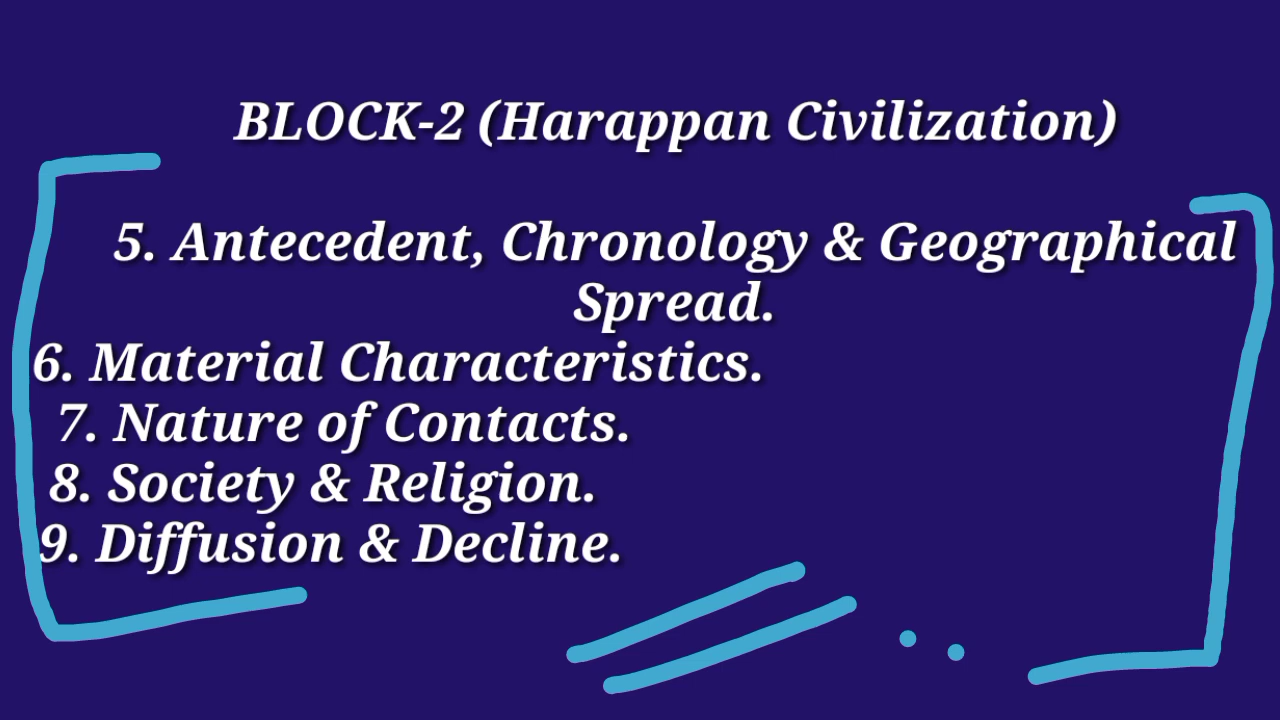 BLOCK-2 (Harappan Civilization)
5. Antecedent, Chronology & Geographical
Spread.
6. Material Characteristics.
7. Nature of Contacts.
8. Society & Religion.
9. Diffusion & Decline.